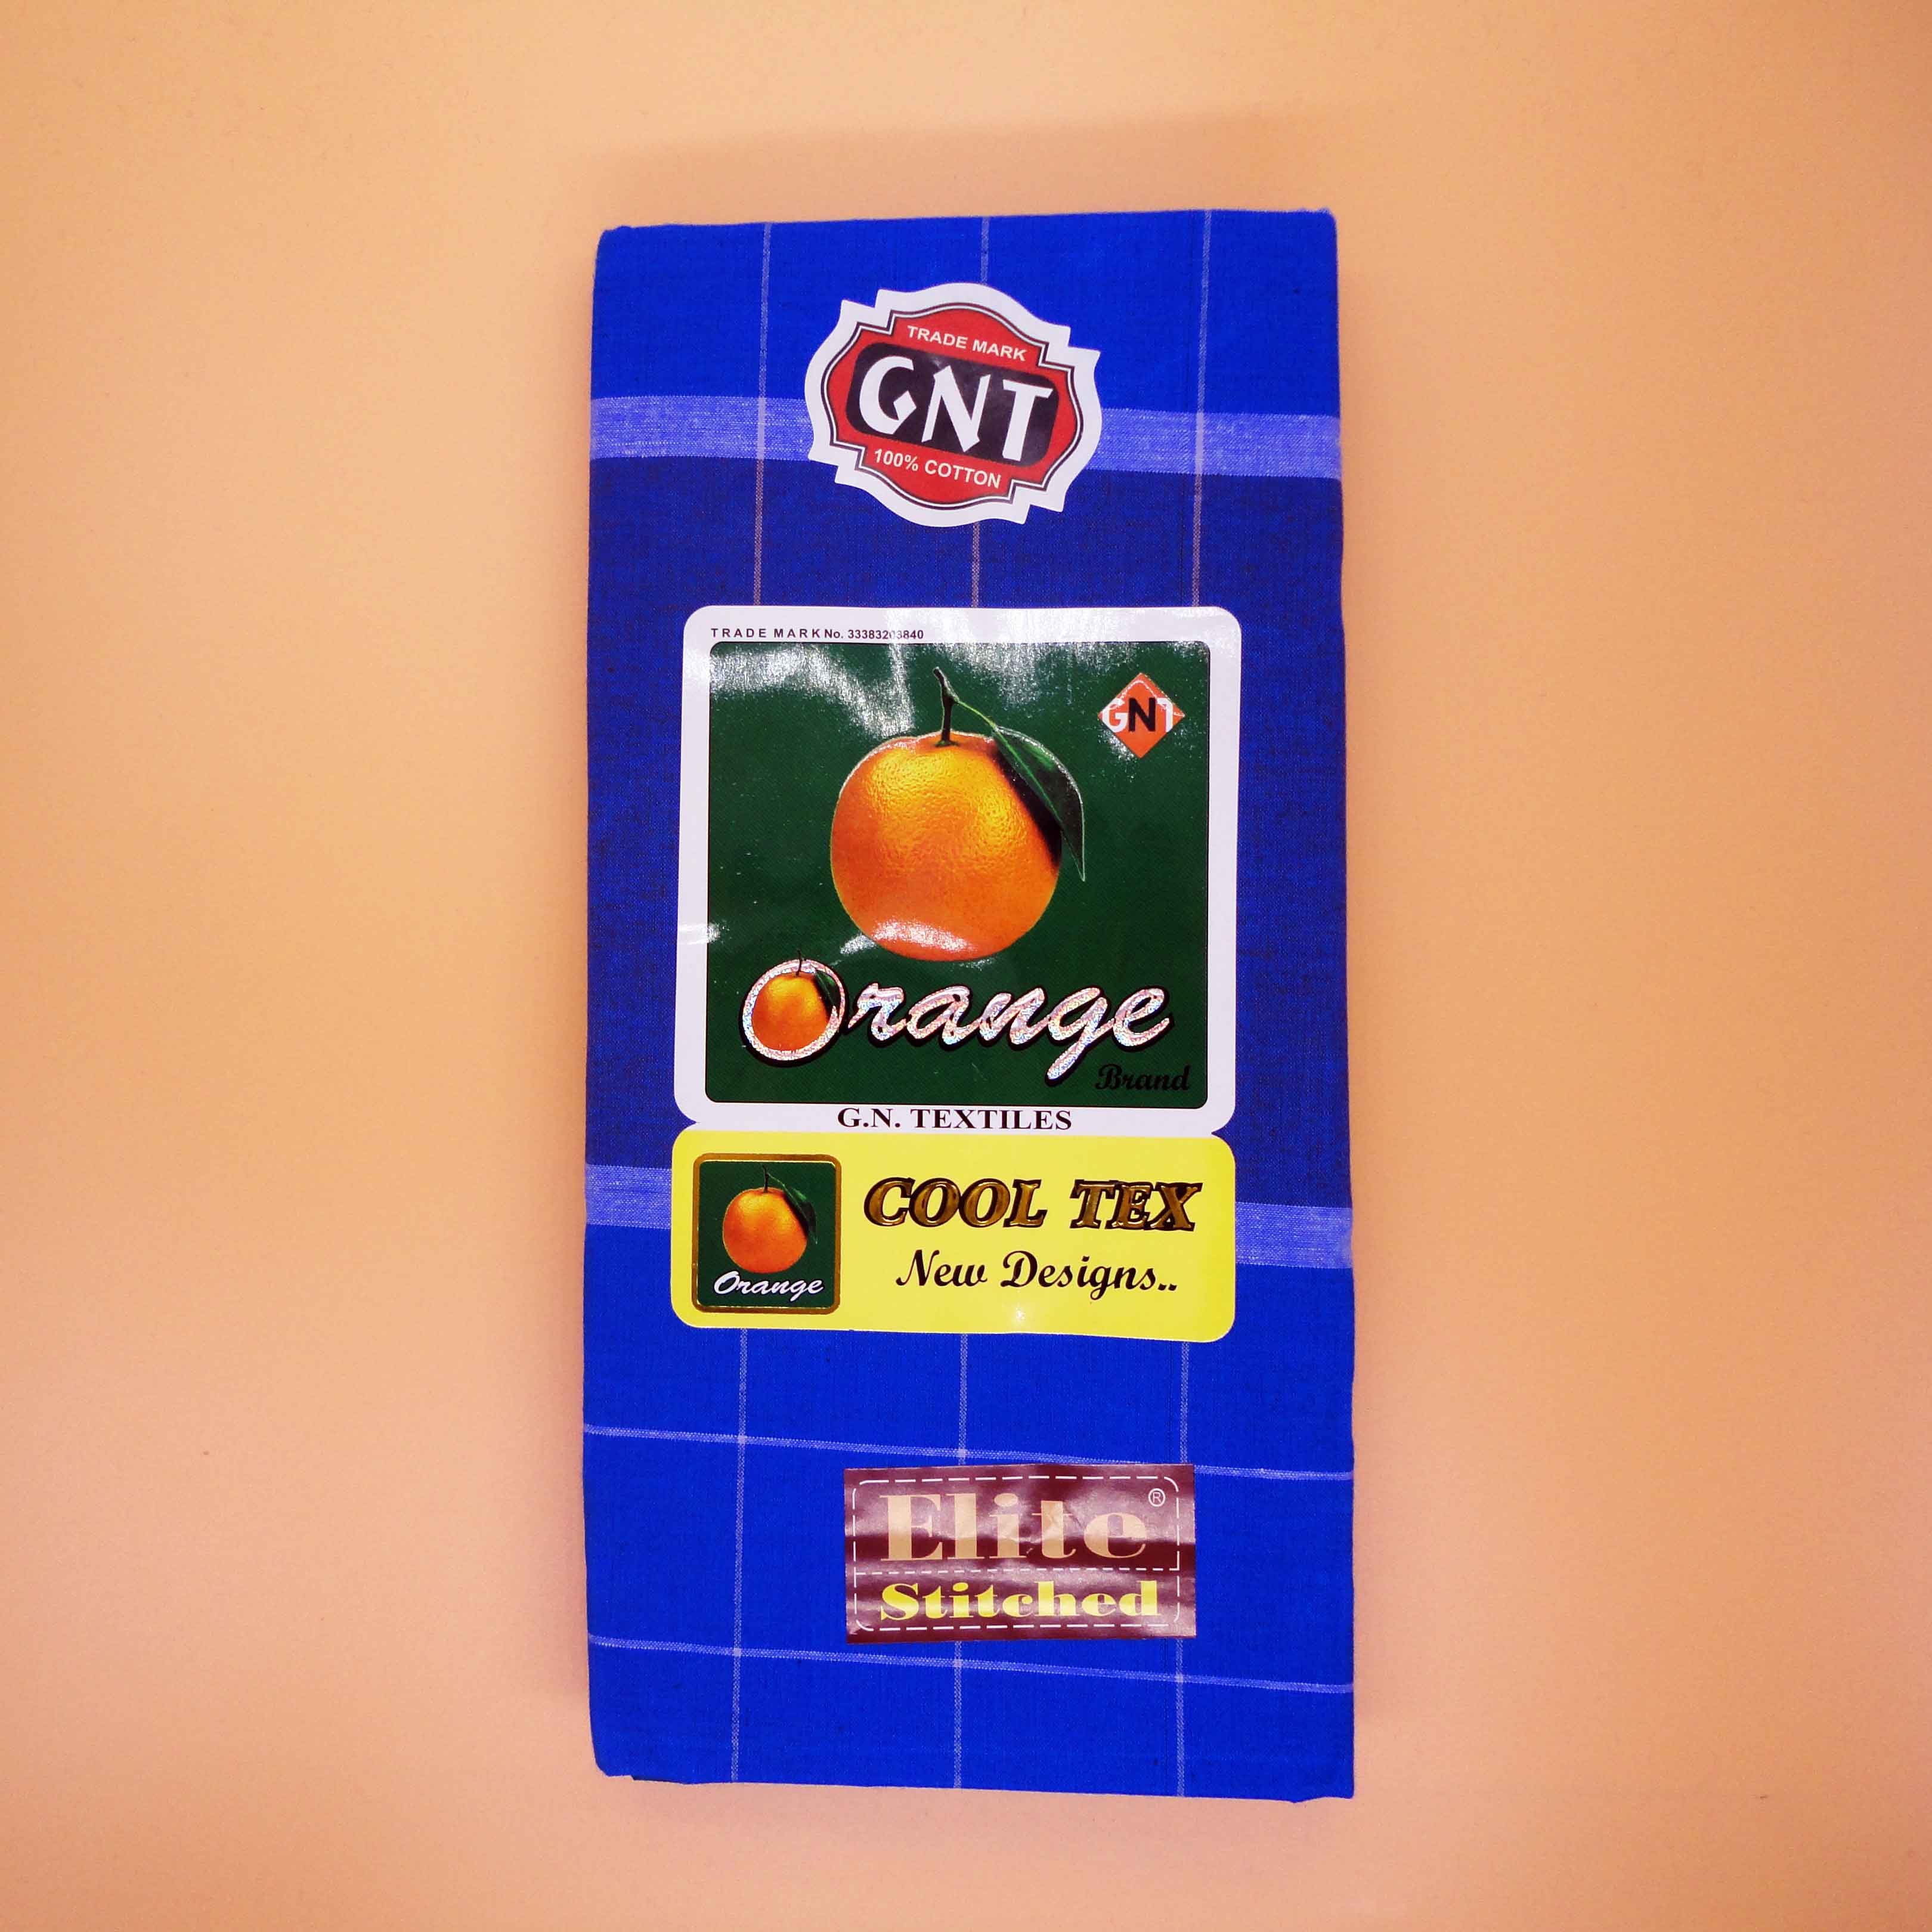 TRADE MARK
GNT
100% COTTON
TRADE MARK No. 33383203840
GNT
Orange
Brand
G.N. TEXTILES
COOL TEX
New Designs..
Orange
Elite ®
Stitched